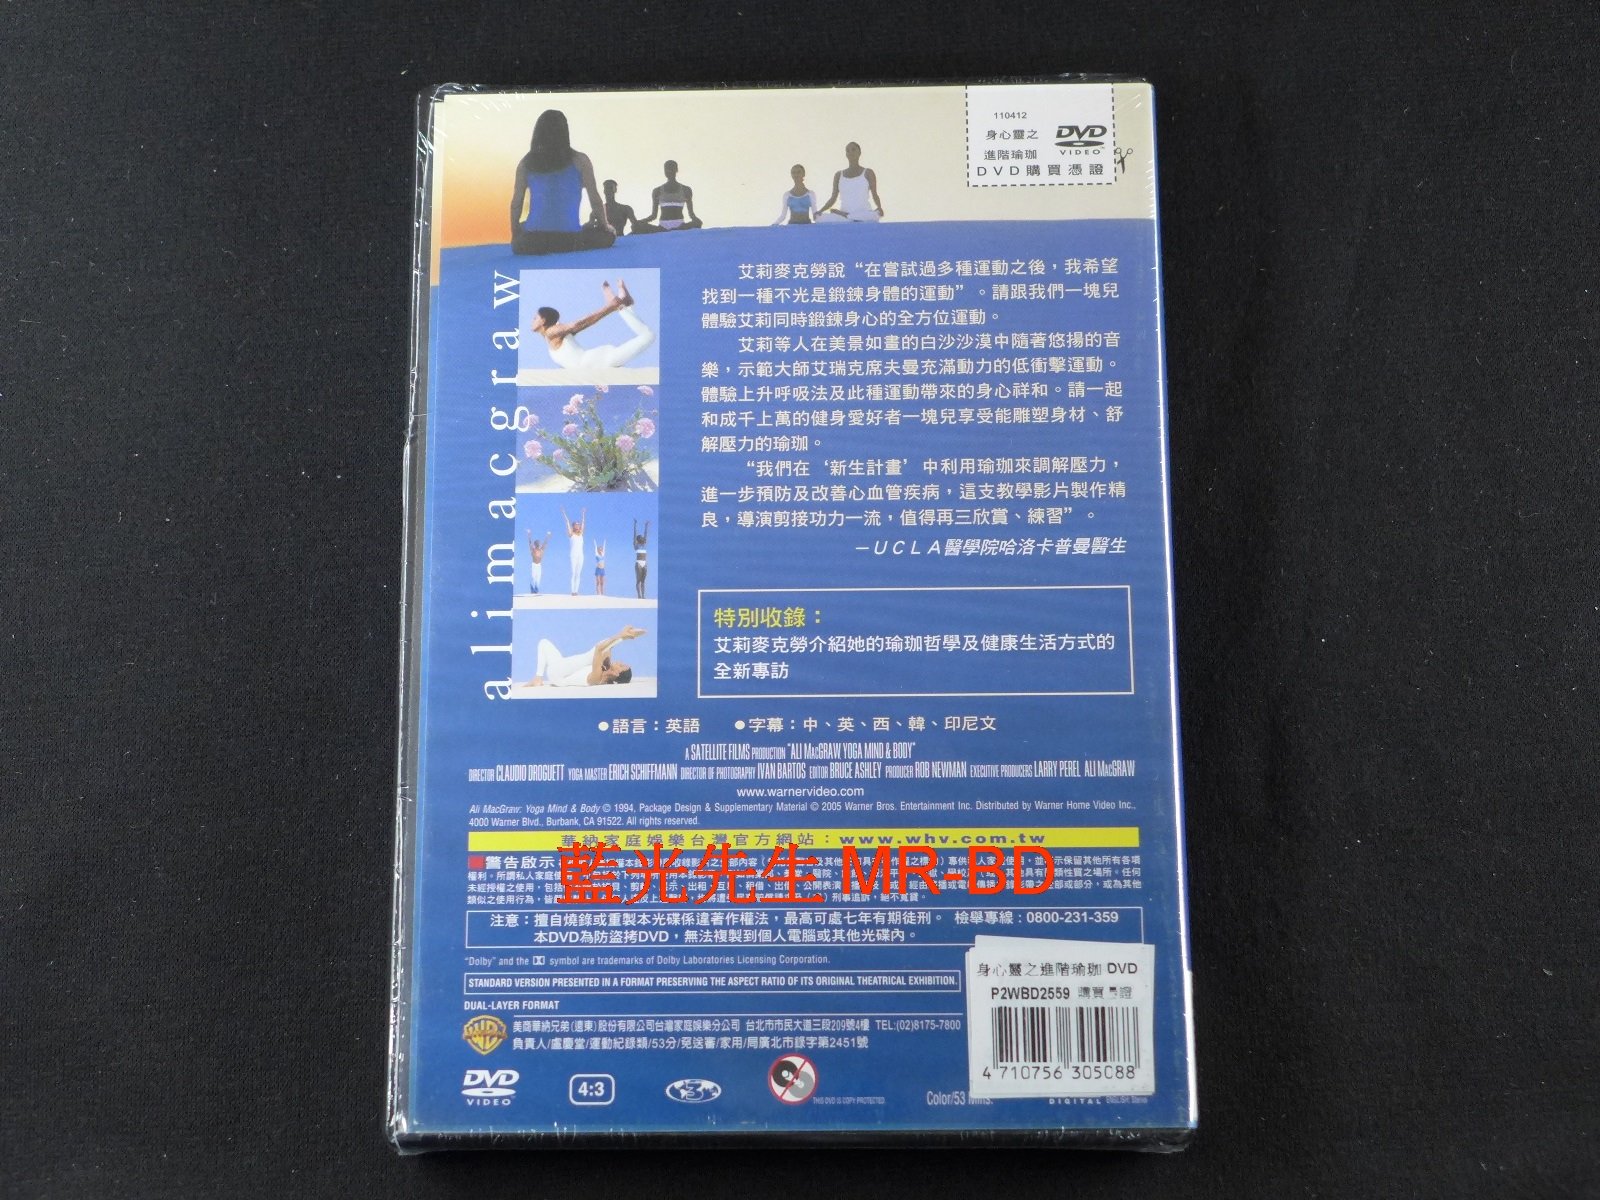 110412
身心靈之
進階瑜珈
DVD
VIDEO
DVD購買憑證
alimacgraw
艾莉麥克勞說“在嘗試過多種運動之後，我希望
找到一種不光是鍛鍊身體的運動”。請跟我們一塊兒
體驗艾莉同時鍛鍊身心的全方位運動。
艾莉等人在美景如畫的白沙沙漠中隨著悠揚的音
樂，示範大師艾瑞克席夫曼充滿動力的低衝擊運動。
體驗上升呼吸法及此種運動帶來的身心祥和。請一起
和成千上萬的健身愛好者一塊兒享受能雕塑身材、舒
解壓力的瑜珈。
“我們在‘新生計畫’中利用瑜珈來調解壓力，
進一步預防及改善心血管疾病，這支教學影片製作精
良，導演剪接功力一流，值得再三欣賞、練習”。
—UCLA醫學院哈洛卡普曼醫生
特別收錄：
艾莉麥克勞介紹她的瑜珈哲學及健康生活方式的
全新專訪
●語言：英語 ●字幕：中、英、西、韓、印尼文
A SATELLITE FILMS PRODUCTION "ALI MACGRAW, YOGA MIND & BODY"
DIRECTOR CLAUDIO DROGUETT YOGA MASTER ERICH SCHIFFMANN DIRECTOR OF PHOTOGRAPHY IVAN BARTOS EDITOR BRUCE ASHLEY PRODUCER ROB NEWMAN EXECUTIVE PRODUCERS LARRY PEREL ALI MACGRAW
www.warnervideo.com
Ali MacGraw: Yoga Mind & Body © 1994, Package Design & Supplementary Material © 2005 Warner Bros. Entertainment Inc. Distributed by Warner Home Video Inc.,
4000 Warner Blvd., Burbank, CA 91522. All rights reserved.
華納家庭娛樂台灣官方網站：www.whv.com.tw
藍光先生 MR-BD
警告啟示
注意：擅自燒錄或重製本光碟係違著作權法，最高可處七年有期徒刑。 檢舉專線：0800-231-359
本DVD為防盜拷DVD，無法複製到個人電腦或其他光碟內。
"Dolby" and the symbol are trademarks of Dolby Laboratories Licensing Corporation.
STANDARD VERSION PRESENTED IN A FORMAT PRESERVING THE ASPECT RATIO OF ITS ORIGINAL THEATRICAL EXHIBITION.
DUAL-LAYER FORMAT
美商華納兄弟(遠東)股份有限公司台灣家庭娛樂分公司 台北市市民大道三段209號4樓 TEL:(02)8175-7800
負責人/盧慶堂/運動紀錄類/53分/免送審/家用/局廣北市錄字第2451號
身心靈之進階瑜珈 DVD
P2WBD2559 購買憑證
4 710756 305088
DVD
VIDEO
4:3
3
THIS DVD IS COPY PROTECTED
Color/53 Mins.
DIGITAL